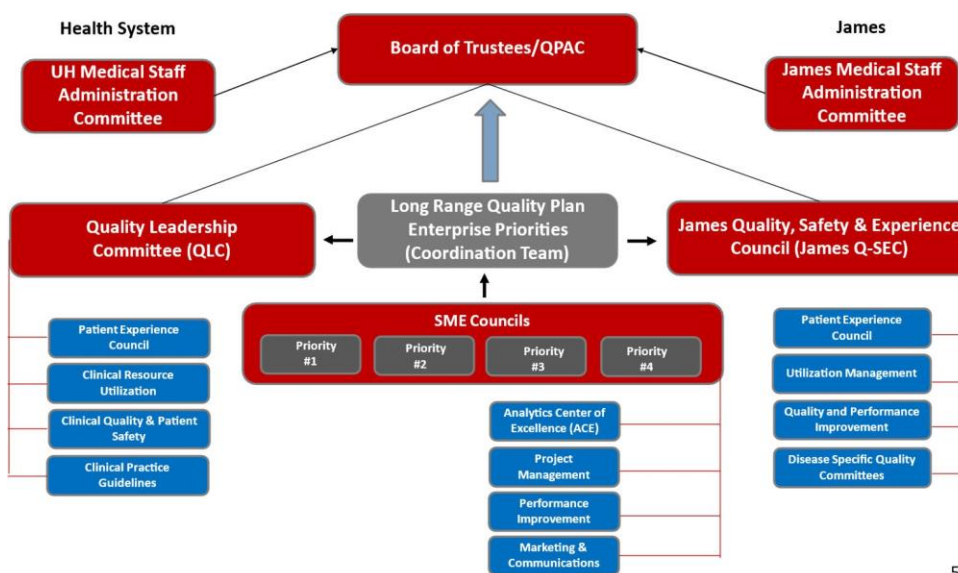 Health System
James
Board of Trustees/QPAC
UH Medical Staff
Administration
Committee
James Medical Staff
Administration
Committee
Quality Leadership
Committee (QLC)
Long Range Quality Plan
Enterprise Priorities
(Coordination Team)
James Quality, Safety & Experience
Council (James Q-SEC)
SME Councils
Priority
#1
Priority
#2
Priority
#3
Priority
#4
Patient Experience
Council
Clinical Resource
Utilization
Clinical Quality & Patient
Safety
Clinical Practice
Guidelines
Analytics Center of
Excellence (ACE)
Project
Management
Performance
Improvement
Marketing &
Communications
Patient Experience
Council
Utilization Management
Quality and Performance
Improvement
Disease Specific Quality
Committees
5